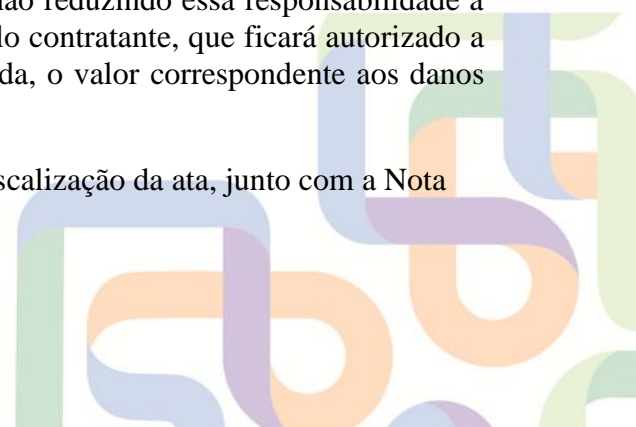 não reduzindo essa responsabilidade a
lo contratante, que ficará autorizado a
da, o valor correspondente aos danos
scalização da ata, junto com a Nota